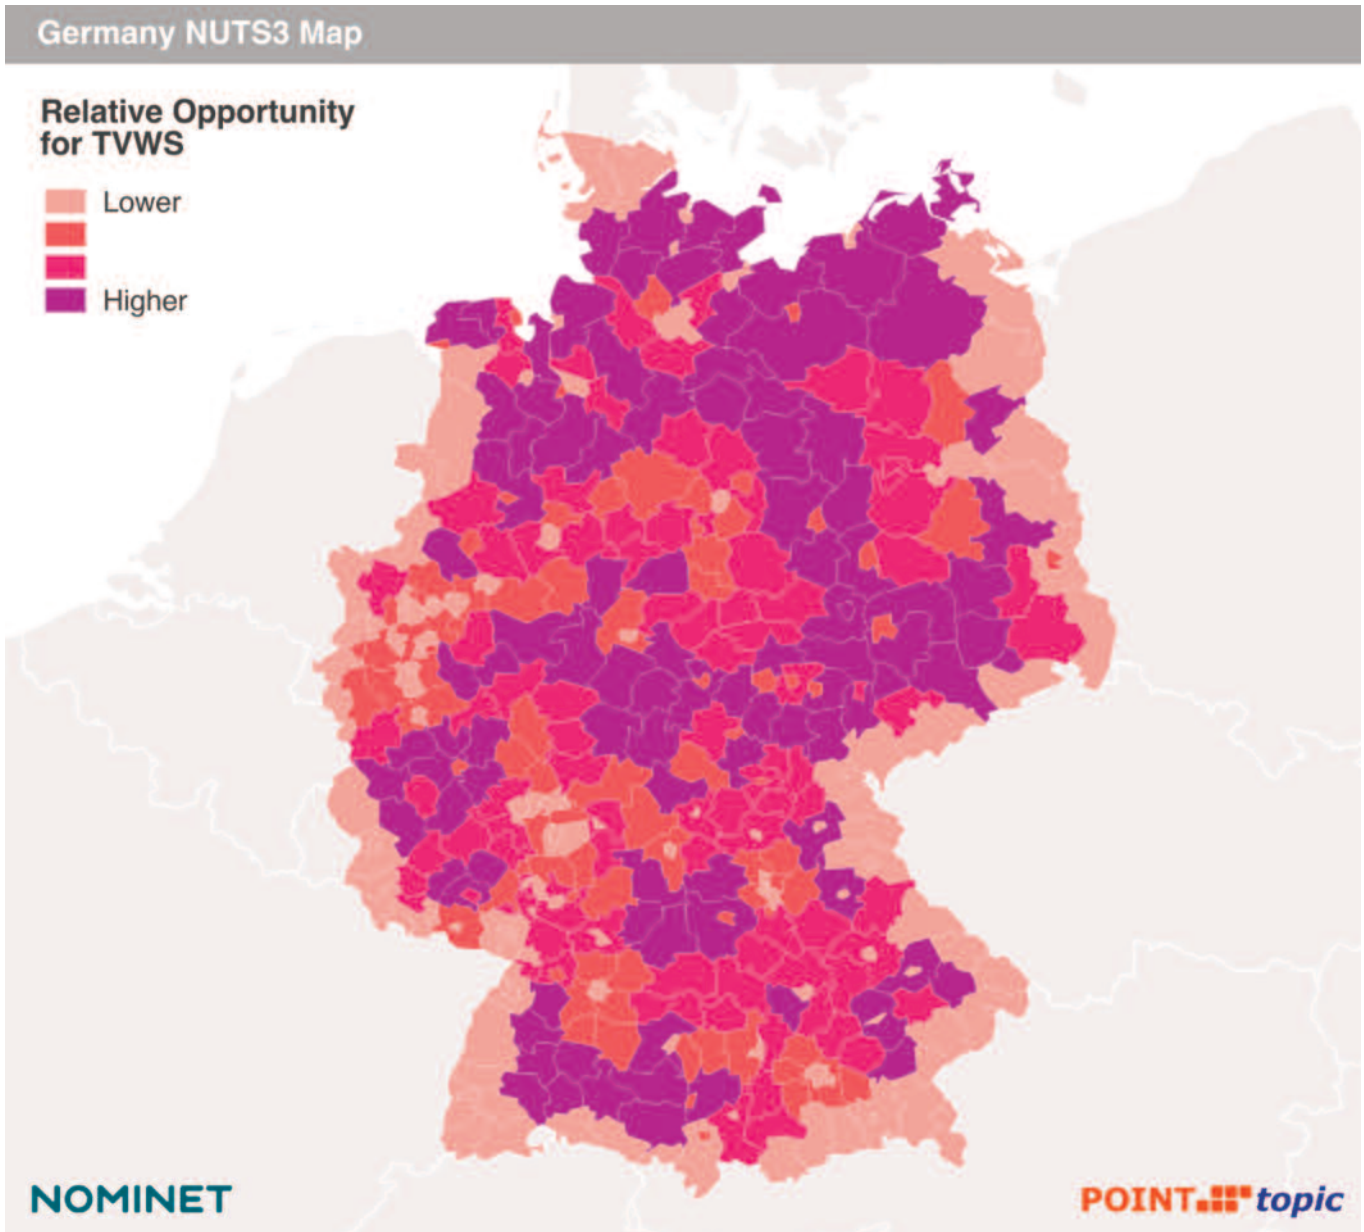 Germany NUTS3 Map
Relative Opportunity
for TVWS
Lower
Higher
NOMINET
POINT topic